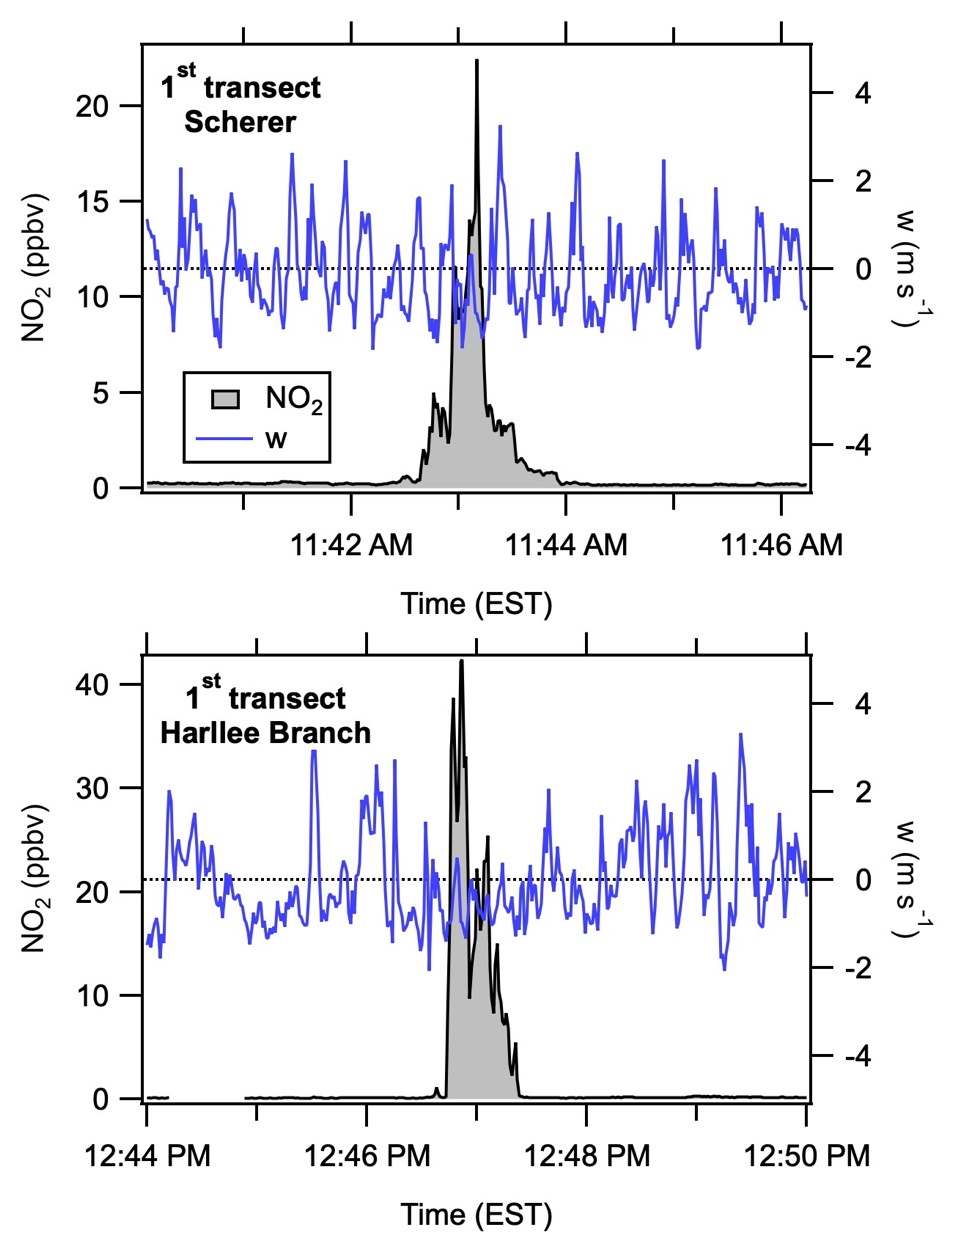 1st transect
Scherer
20
15
10
5
0
NO2 (ppbv)
4
2
0
-2
-4
w (m s-1)
NO2
w
11:42 AM
11:44 AM
11:46 AM
Time (EST)
1st transect
Harllee Branch
40
30
20
10
0
NO2 (ppbv)
4
2
0
-2
-4
w (m s-1)
12:44 PM
12:46 PM
12:48 PM
12:50 PM
Time (EST)